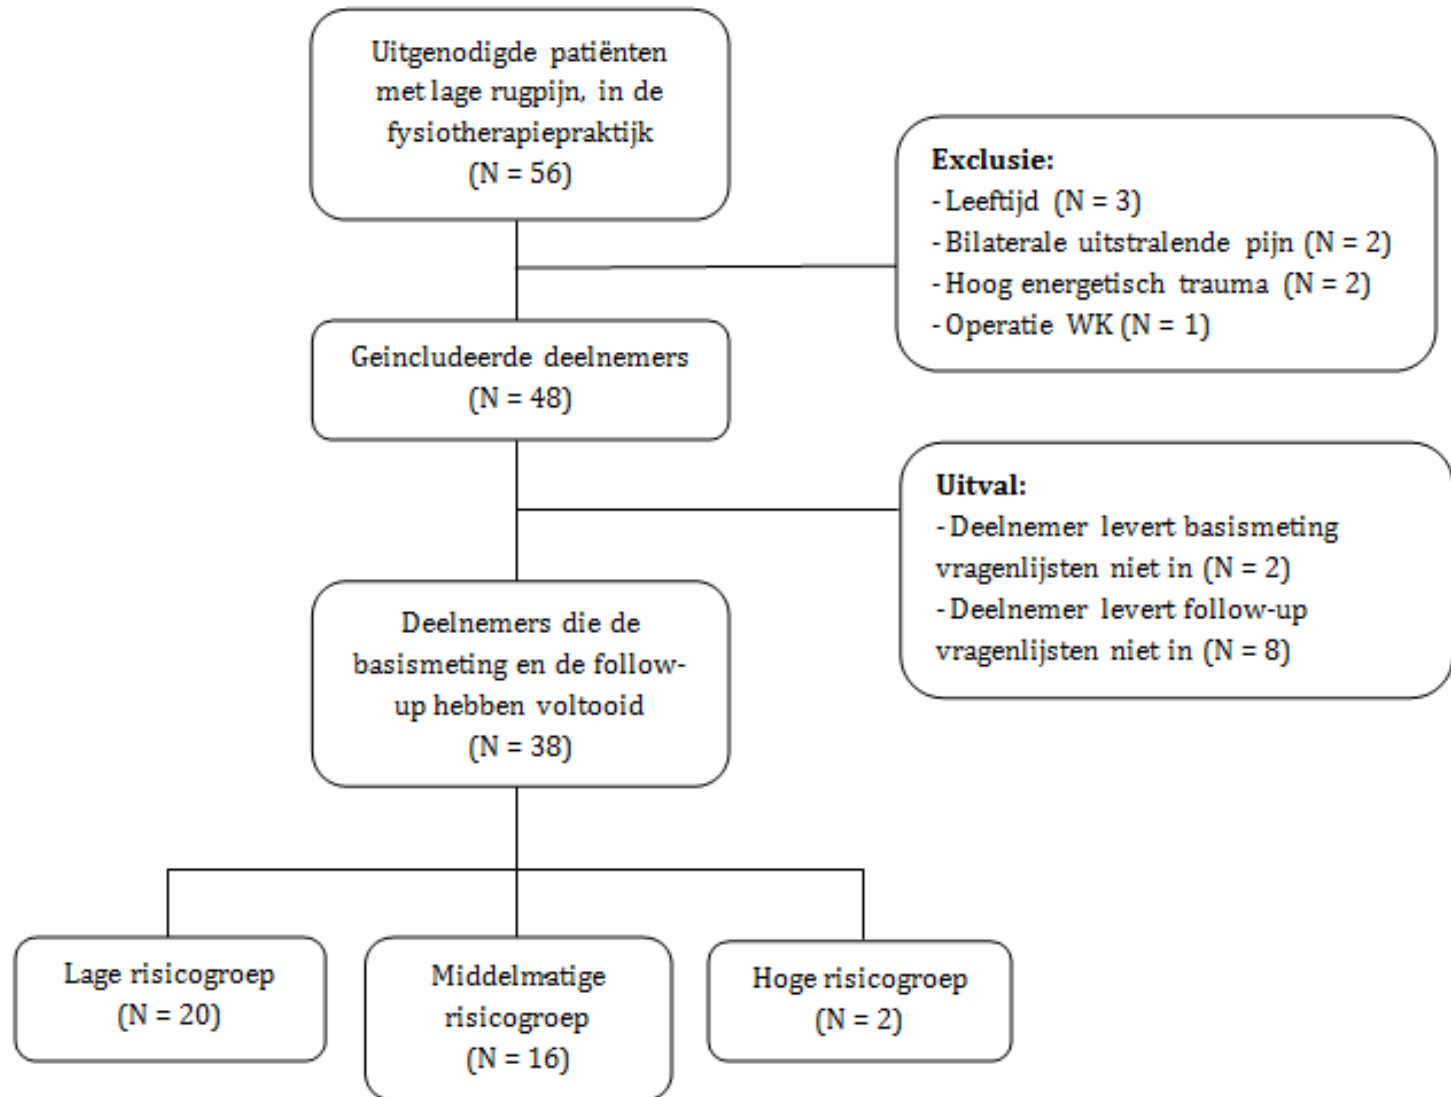 Uitgenodigde patiënten
met lage rugpijn, in de
fysiotherapiepraktijk
(N = 56)
Exclusie:
-Leeftijd (N = 3)
-Bilaterale uitstralende pijn (N = 2)
-Hoog energetisch trauma (N = 2)
-Operatie WK (N = 1)
Geincludeerde deelnemers
(N = 48)
Uitval:
-Deelnemer levert basismeting
vragenlijsten niet in (N = 2)
-Deelnemer levert follow-up
vragenlijsten niet in (N = 8)
Deelnemers die de
basismeting en de follow-
up hebben voltooid
(N = 38)
Lage risicogroep
(N = 20)
Middelmatige
risicogroep
(N = 16)
Hoge risicogroep
(N = 2)